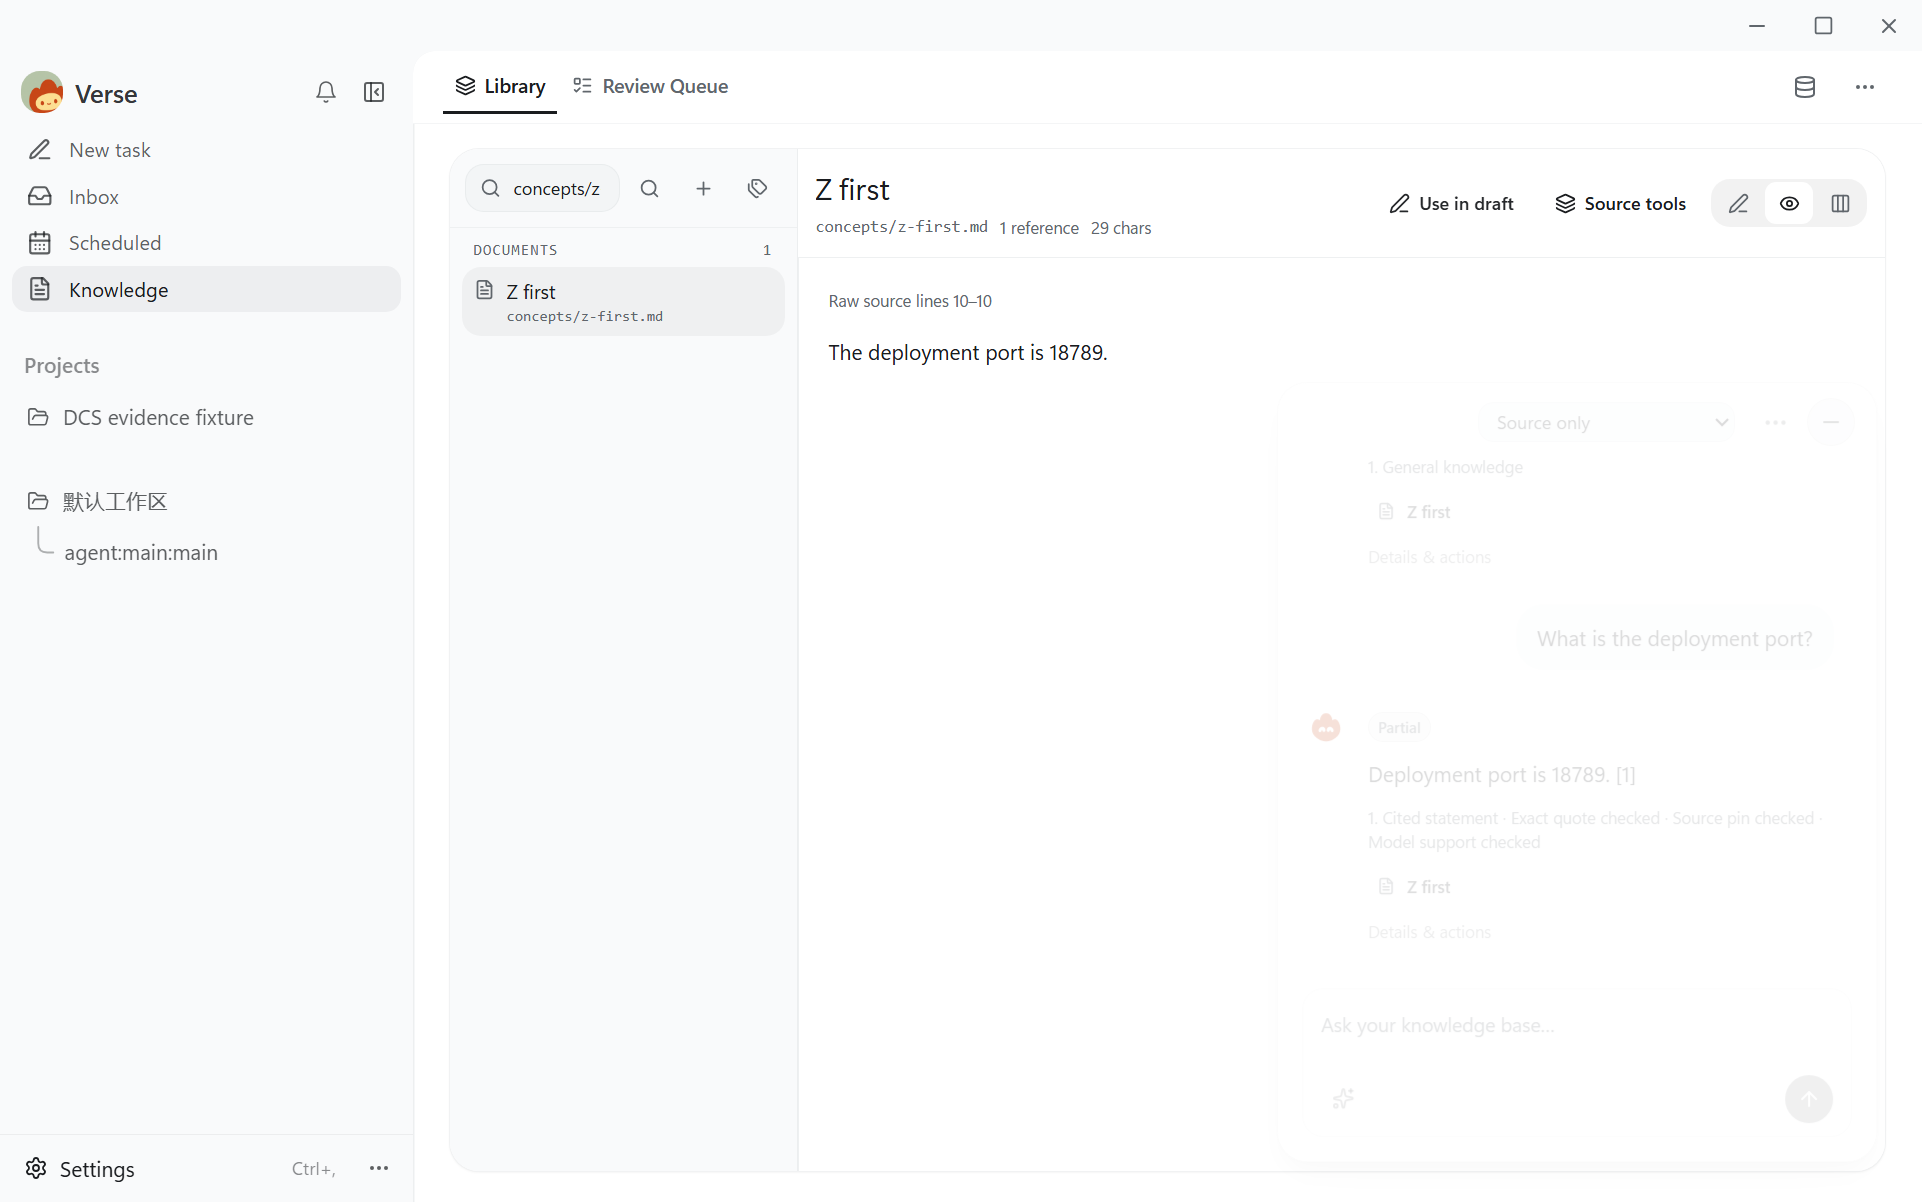 Verse
New task
Inbox
Scheduled
Knowledge
Projects
DCS evidence fixture
默认工作区
agent:main:main
Settings
Ctrl+,
Library
Review Queue
concepts/z
DOCUMENTS 1
Z first
concepts/z-first.md
Z first
concepts/z-first.md 1 reference 29 chars
Use in draft
Source tools
Raw source lines 10–10
The deployment port is 18789.
Source only
1. General knowledge
Z first
Details & actions
What is the deployment port?
Partial
Deployment port is 18789. [1]
1. Cited statement · Exact quote checked · Source pin checked ·
Model support checked
Z first
Details & actions
Ask your knowledge base...